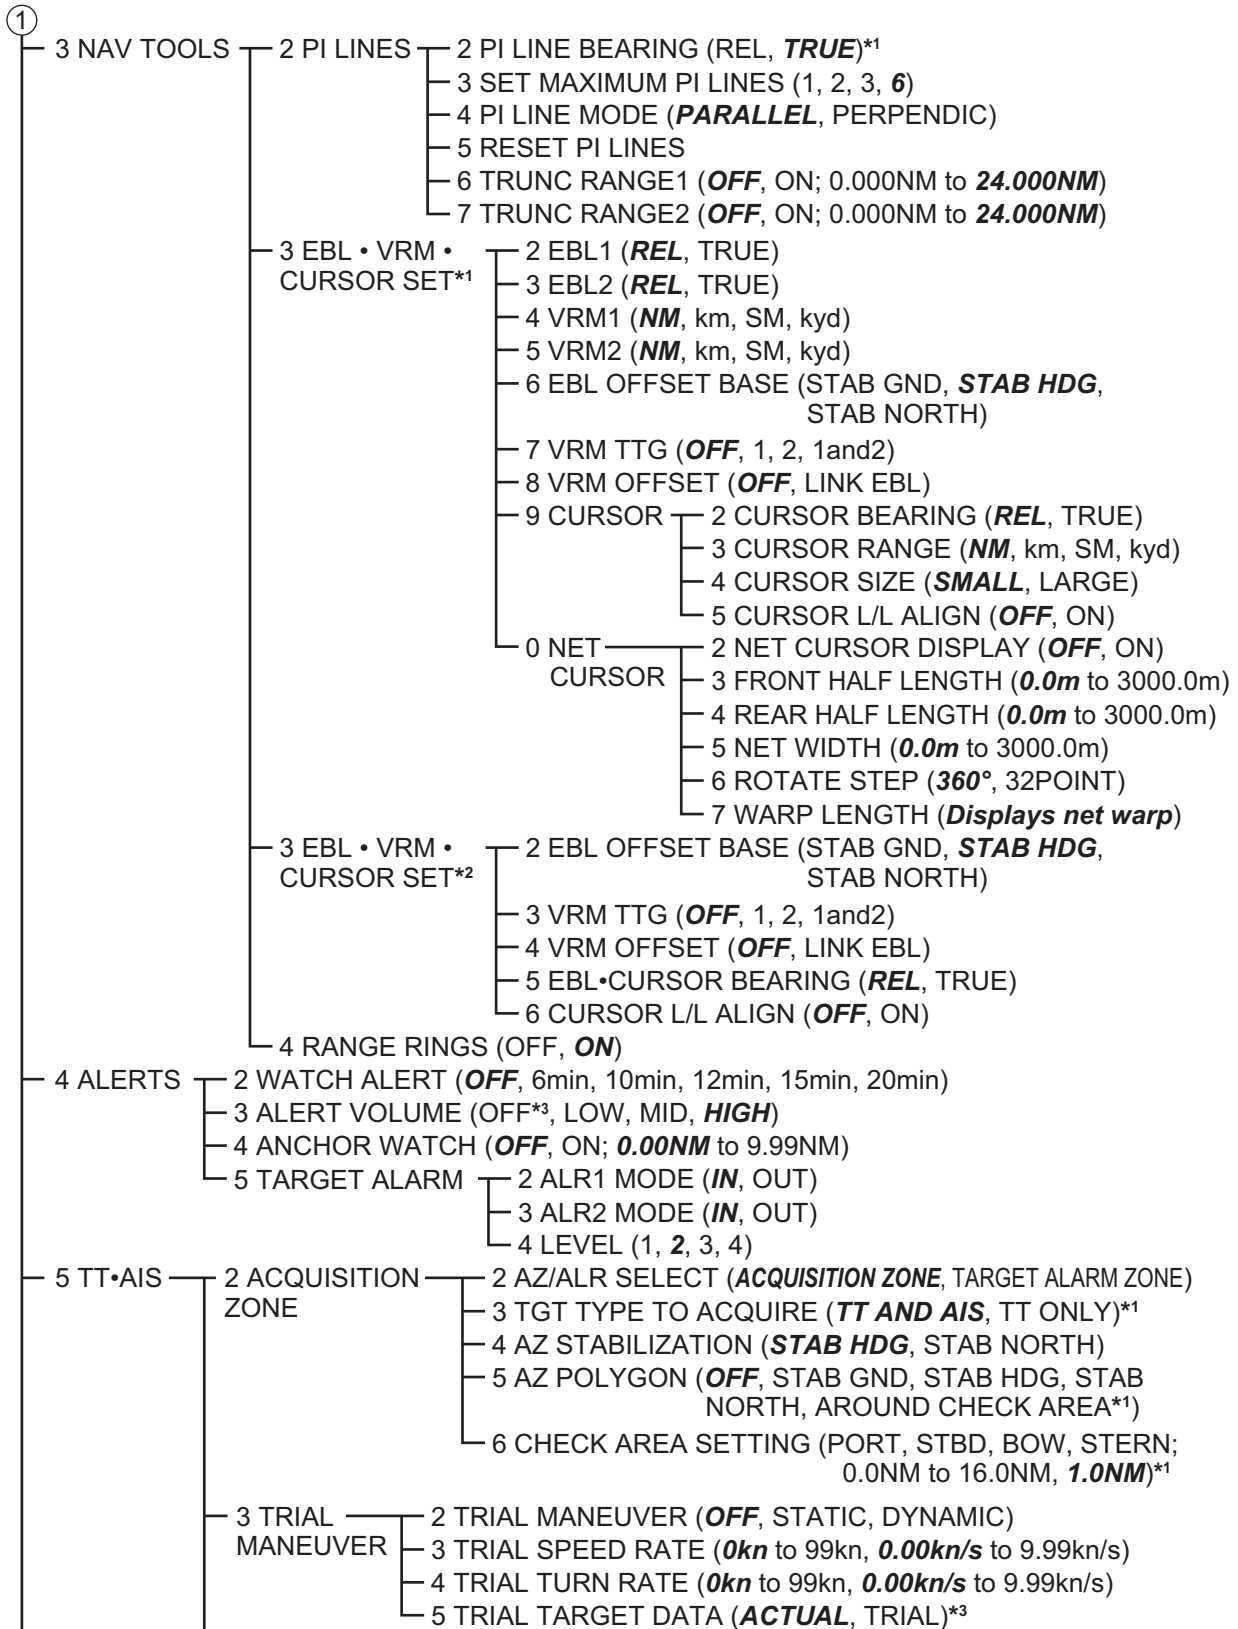 1
3 NAV TOOLS
2 PI LINES
2 PI LINE BEARING (REL, TRUE)*1
3 SET MAXIMUM PI LINES (1, 2, 3, 6)
4 PI LINE MODE (PARALLEL, PERPENDIC)
5 RESET PI LINES
6 TRUNC RANGE1 (OFF, ON; 0.000NM to 24.000NM)
7 TRUNC RANGE2 (OFF, ON; 0.000NM to 24.000NM)
3 EBL • VRM •
CURSOR SET*1
2 EBL1 (REL, TRUE)
3 EBL2 (REL, TRUE)
4 VRM1 (NM, km, SM, kyd)
5 VRM2 (NM, km, SM, kyd)
6 EBL OFFSET BASE (STAB GND, STAB HDG,
STAB NORTH)
7 VRM TTG (OFF, 1, 2, 1and2)
8 VRM OFFSET (OFF, LINK EBL)
9 CURSOR
2 CURSOR BEARING (REL, TRUE)
3 CURSOR RANGE (NM, km, SM, kyd)
4 CURSOR SIZE (SMALL, LARGE)
5 CURSOR L/L ALIGN (OFF, ON)
0 NET
CURSOR
2 NET CURSOR DISPLAY (OFF, ON)
3 FRONT HALF LENGTH (0.0m to 3000.0m)
4 REAR HALF LENGTH (0.0m to 3000.0m)
5 NET WIDTH (0.0m to 3000.0m)
6 ROTATE STEP (360°, 32POINT)
7 WARP LENGTH (Displays net warp)
3 EBL • VRM •
CURSOR SET*2
2 EBL OFFSET BASE (STAB GND, STAB HDG,
STAB NORTH)
3 VRM TTG (OFF, 1, 2, 1and2)
4 VRM OFFSET (OFF, LINK EBL)
5 EBL•CURSOR BEARING (REL, TRUE)
6 CURSOR L/L ALIGN (OFF, ON)
4 RANGE RINGS (OFF, ON)
4 ALERTS
2 WATCH ALERT (OFF, 6min, 10min, 12min, 15min, 20min)
3 ALERT VOLUME (OFF*3, LOW, MID, HIGH)
4 ANCHOR WATCH (OFF, ON; 0.00NM to 9.99NM)
5 TARGET ALARM
2 ALR1 MODE (IN, OUT)
3 ALR2 MODE (IN, OUT)
4 LEVEL (1, 2, 3, 4)
5 TT•AIS
2 ACQUISITION
ZONE
2 AZ/ALR SELECT (ACQUISITION ZONE, TARGET ALARM ZONE)
3 TGT TYPE TO ACQUIRE (TT AND AIS, TT ONLY)*1
4 AZ STABILIZATION (STAB HDG, STAB NORTH)
5 AZ POLYGON (OFF, STAB GND, STAB HDG, STAB
NORTH, AROUND CHECK AREA*1)
6 CHECK AREA SETTING (PORT, STBD, BOW, STERN;
0.0NM to 16.0NM, 1.0NM)*1
3 TRIAL
MANEUVER
2 TRIAL MANEUVER (OFF, STATIC, DYNAMIC)
3 TRIAL SPEED RATE (0kn to 99kn, 0.00kn/s to 9.99kn/s)
4 TRIAL TURN RATE (0kn to 99kn, 0.00kn/s to 9.99kn/s)
5 TRIAL TARGET DATA (ACTUAL, TRIAL)*3